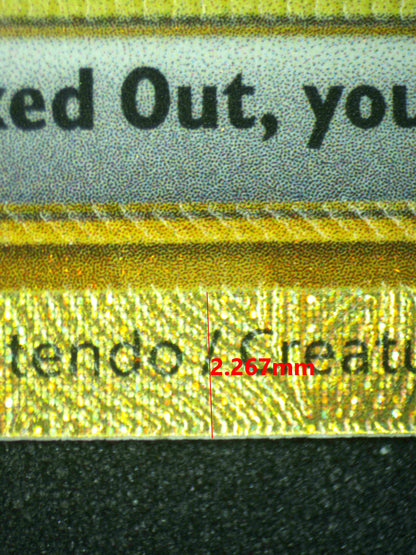 ked Out, you
tendo / Creatu
2.267mm